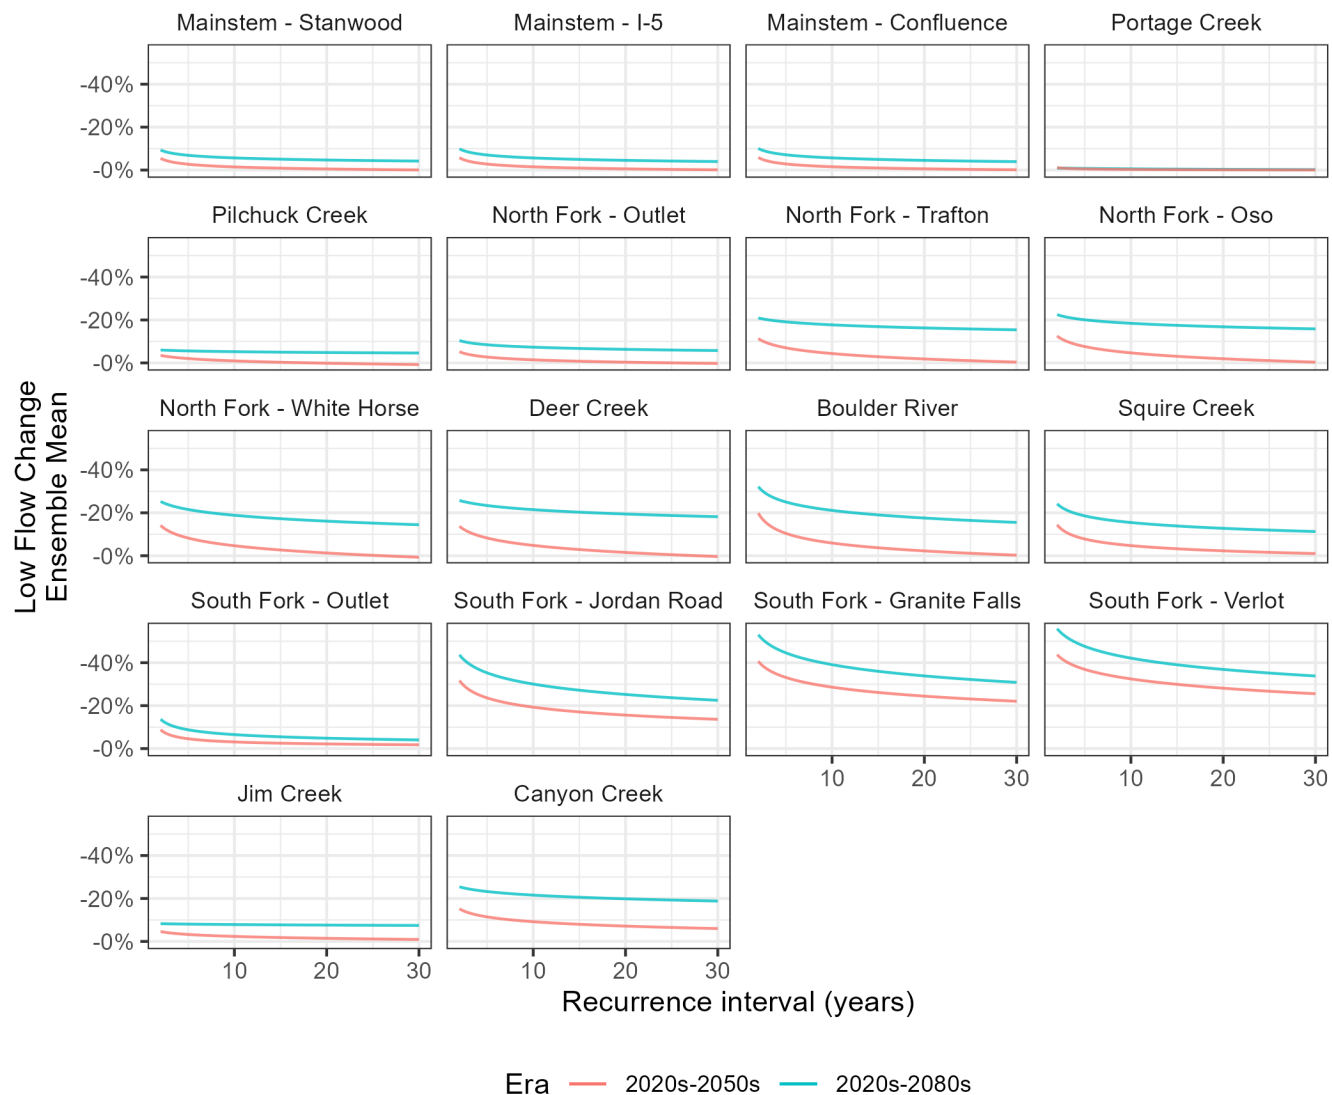 Mainstem - Stanwood
Mainstem - I-5
Mainstem - Confluence
Portage Creek
-40%
-20%
-0%
Pilchuck Creek
North Fork - Outlet
North Fork - Trafton
North Fork - Oso
-40%
-20%
-0%
North Fork - White Horse
Deer Creek
Boulder River
Squire Creek
-40%
-20%
-0%
South Fork - Outlet
South Fork - Jordan Road
South Fork - Granite Falls
South Fork - Verlot
-40%
-20%
-0%
10 20 30
10 20 30
Jim Creek
Canyon Creek
-40%
-20%
-0%
10 20 30
10 20 30
Low Flow Change
Ensemble Mean
Recurrence interval (years)
Era 2020s-2050s 2020s-2080s